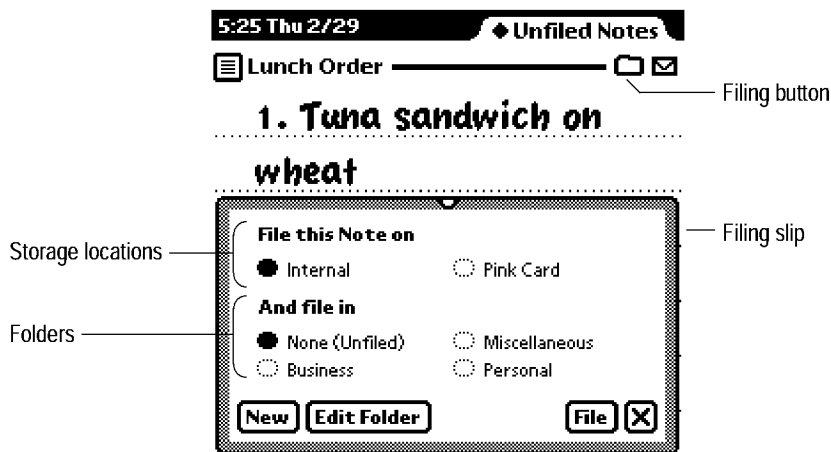 5:25 Thu 2/29 ◆ Unfiled Notes
Lunch Order
Filing button
1. Tuna sandwich on
wheat
Filing slip
Storage locations
File this Note on
Internal Pink Card
Folders
And file in
None (Unfiled) Miscellaneous
Business Personal
New Edit Folder File X